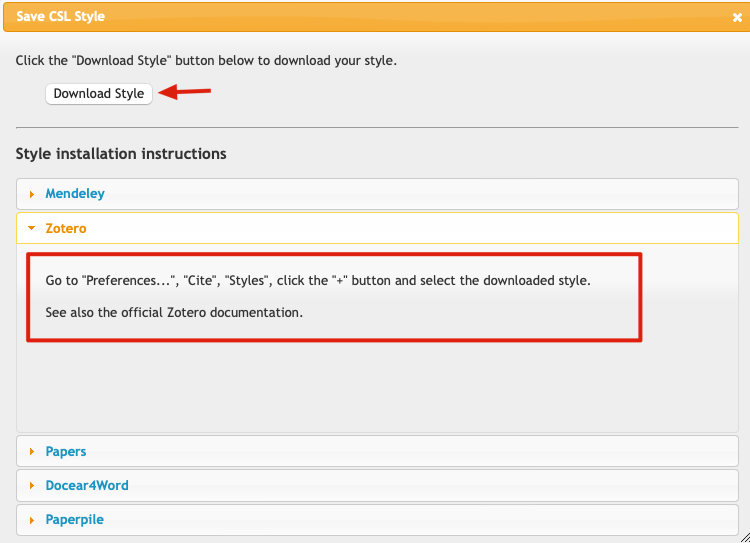 Save CSL Style
Click the "Download Style" button below to download your style.
Download Style
Style installation instructions
Mendeley
Zotero
Go to "Preferences...", "Cite", "Styles", click the "+" button and select the downloaded style.
See also the official Zotero documentation.
Papers
Docear4Word
Paperpile